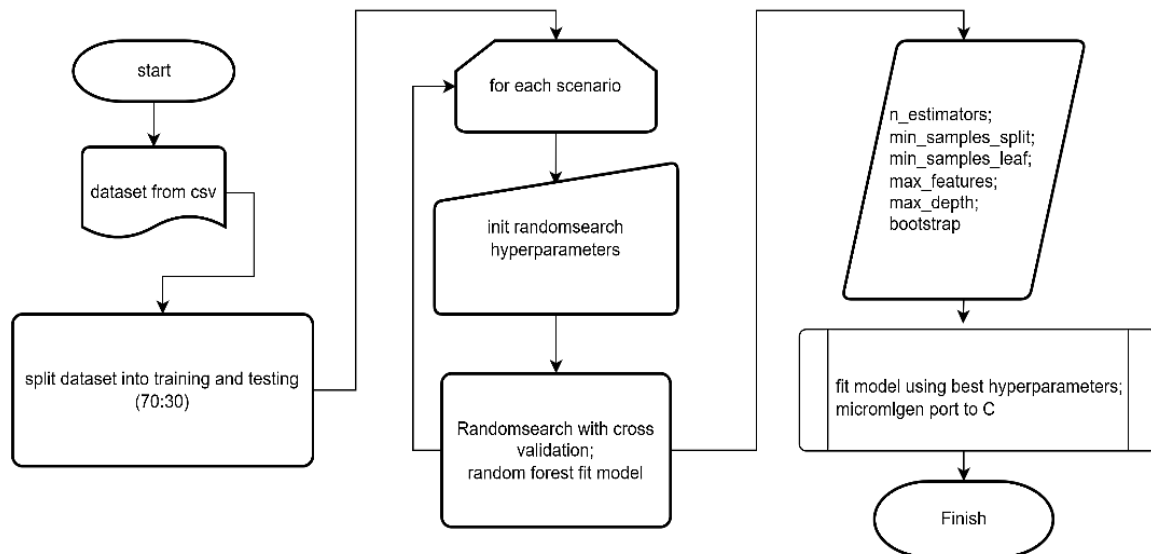 start
dataset from csv
split dataset into training and testing
(70:30)
for each scenario
init randomsearch
hyperparameters
Randomsearch with cross
validation;
random forest fit model
n_estimators;
min_samples_split;
min_samples_leaf;
max_features;
max_depth;
bootstrap
fit model using best hyperparameters;
micromlgen port to C
Finish